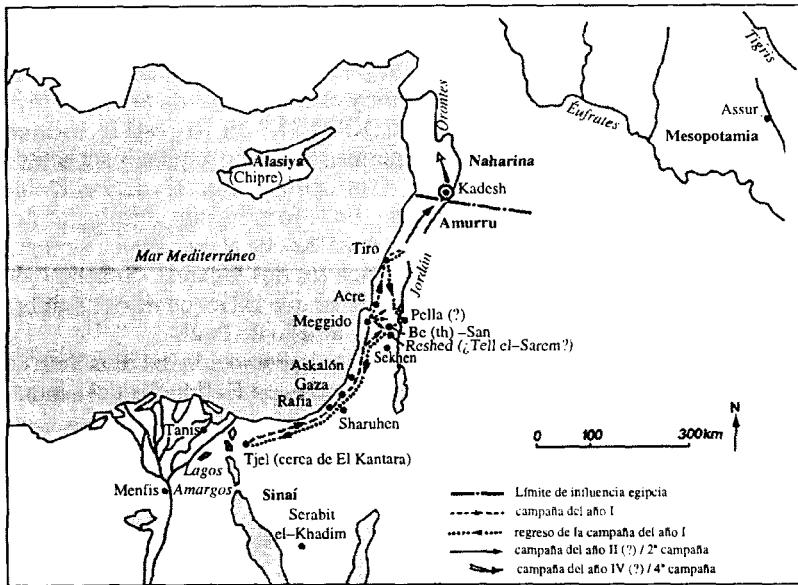 Tigris
Orontes
Éufrates
Assur
Mesopotamia
Alasiya
(Chipre)
Naharina
Kadesh
Amurru
Mar Mediterráneo
Tiro
Jordán
Acre
Pella (?)
Meggido
Be (th) –San
Reshed (¿Tell el–Sarem?)
Sekhen
Askalón
Gaza
Rafia
Sharuhen
Tanis
Tjel (cerca de El Kantara)
Lagos
Amargos
Menfis
Sinaí
Serabit
el–Khadim
N
0 100 300km
Límite de influencia egipcia
campaña del año I
regreso de la campaña del año I
campaña del año II (?) / 2ª campaña
campaña del año IV (?) / 4ª campaña